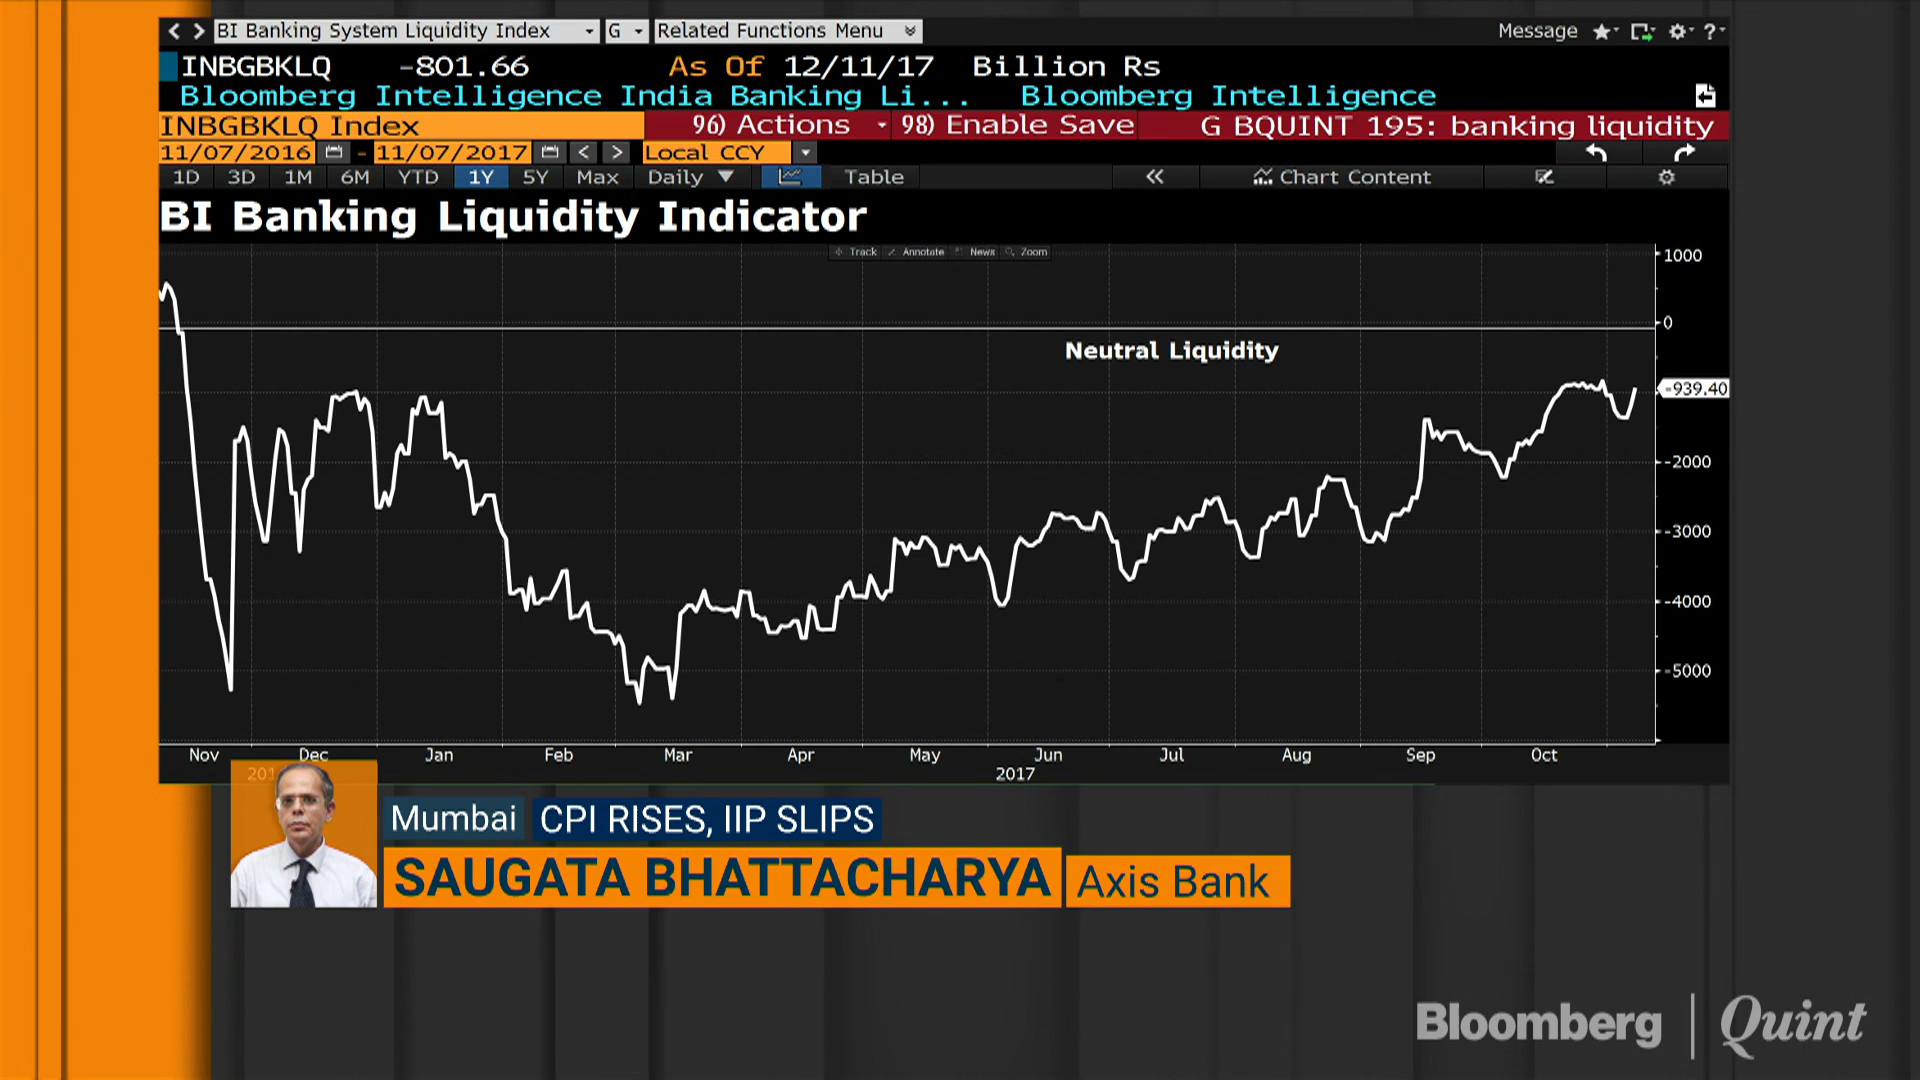 BI Banking System Liquidity Index G Related Functions Menu Message ?
INBGBKLQ -801.66 As Of 12/11/17 Billion Rs
Bloomberg Intelligence India Banking Li... Bloomberg Intelligence
INBGBKLQ Index 96) Actions 98) Enable Save G BQUINT 195: banking liquidity
11/07/2016 - 11/07/2017 < > Local CCY
1D 3D 1M 6M YTD 1Y 5Y Max Daily ▼ Table « Chart Content
BI Banking Liquidity Indicator
Track Annotate News Zoom
1000
0
Neutral Liquidity
-939.40
-2000
-3000
-4000
-5000
Nov Dec Jan Feb Mar Apr May Jun Jul Aug Sep Oct
201 2017
Mumbai CPI RISES, IIP SLIPS
SAUGATA BHATTACHARYA Axis Bank
Bloomberg | Quint